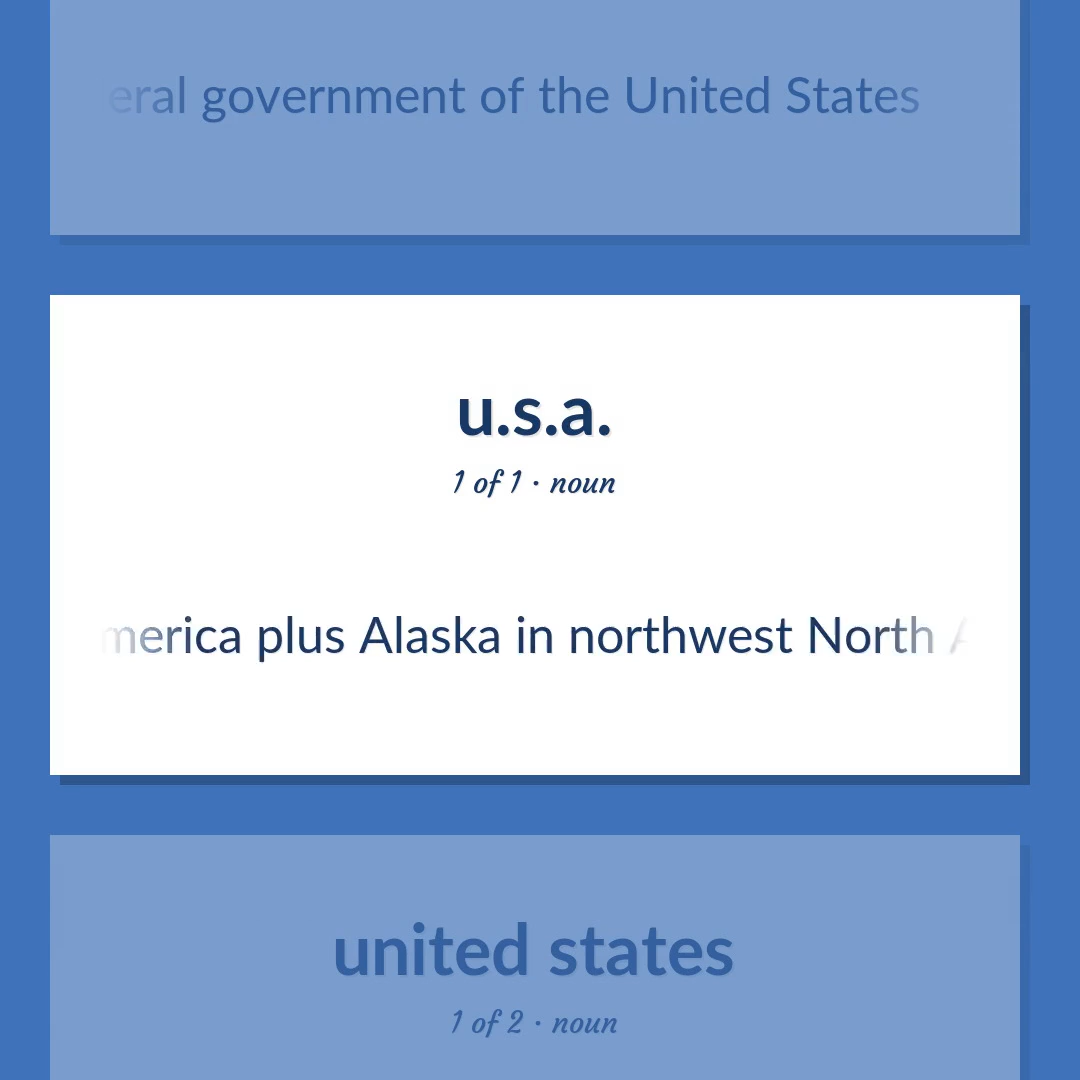 eral government of the United States
u.s.a.
1 of 1 · noun
merica plus Alaska in northwest North
united states
1 of 2 · noun